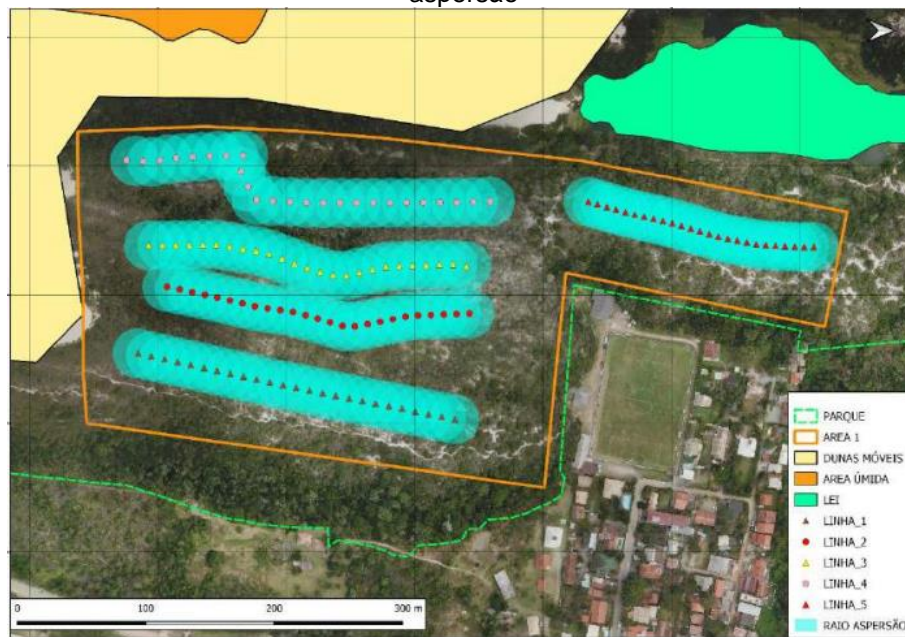 aspersão
PARQUE
AREA 1
DUNAS MÓVEIS
AREA ÚMIDA
LEI
LINHA_1
LINHA_2
LINHA_3
LINHA_4
LINHA_5
RAIO ASPERSÃO
0 100 200 300 m